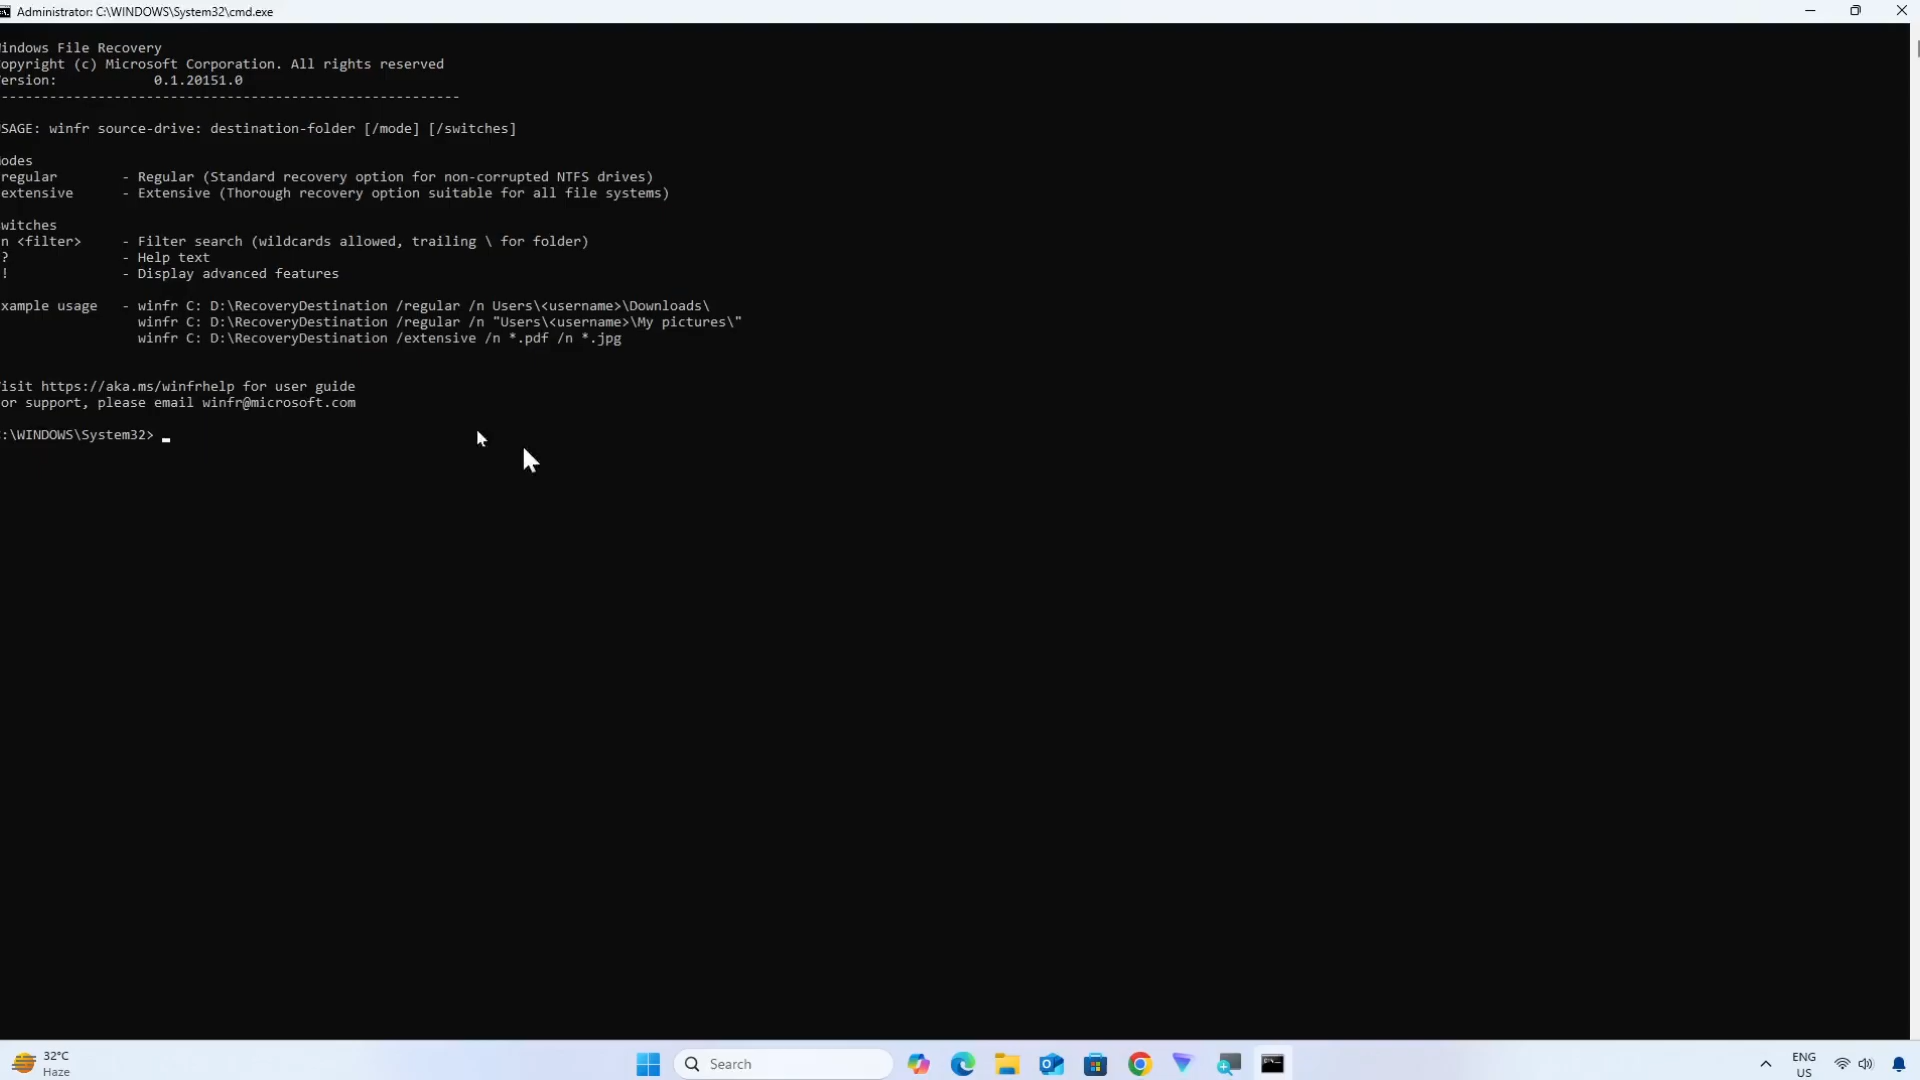 Administrator: C:\WINDOWS\System32\cmd.exe
indows File Recovery
opyright (c) Microsoft Corporation. All rights reserved
ersion: 0.1.20151.0
---------------------------------------------------------
SAGE: winfr source-drive: destination-folder [/mode] [/switches]
odes
regular - Regular (Standard recovery option for non-corrupted NTFS drives)
extensive - Extensive (Thorough recovery option suitable for all file systems)
witches
n <filter> - Filter search (wildcards allowed, trailing \ for folder)
? - Help text
! - Display advanced features
xample usage - winfr C: D:\RecoveryDestination /regular /n Users\<username>\Downloads\
winfr C: D:\RecoveryDestination /regular /n "Users\<username>\My pictures\"
winfr C: D:\RecoveryDestination /extensive /n *.pdf /n *.jpg
isit https://aka.ms/winfrhelp for user guide
or support, please email winfr@microsoft.com
:\WINDOWS\System32>
32°C
Haze
Search
ENG
US